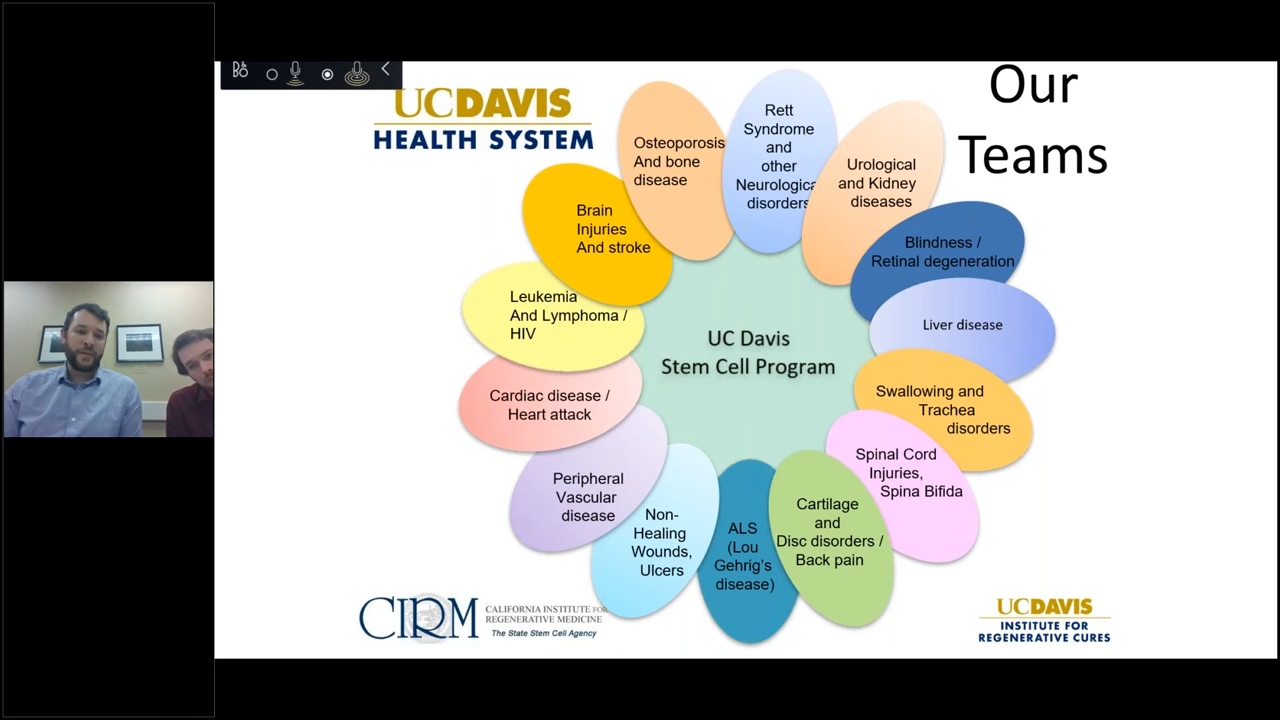 UCDAVIS
HEALTH SYSTEM
Our
Teams
Osteoporosis
And bone
disease
Rett
Syndrome
and
other
Neurologica
disorders
Urological
and Kidney
diseases
Brain
Injuries
And stroke
Blindness /
Retinal degeneration
Leukemia
And Lymphoma /
HIV
Liver disease
UC Davis
Stem Cell Program
Cardiac disease /
Heart attack
Swallowing and
Trachea
disorders
Spinal Cord
Injuries,
Spina Bifida
Peripheral
Vascular
disease
Non-
Healing
Wounds,
Ulcers
ALS
(Lou
Gehrig's
disease)
Cartilage
and
Disc disorders /
Back pain
CIRM
CALIFORNIA INSTITUTE FOR
REGENERATIVE MEDICINE
The State Stem Cell Agency
UCDAVIS
INSTITUTE FOR
REGENERATIVE CURES